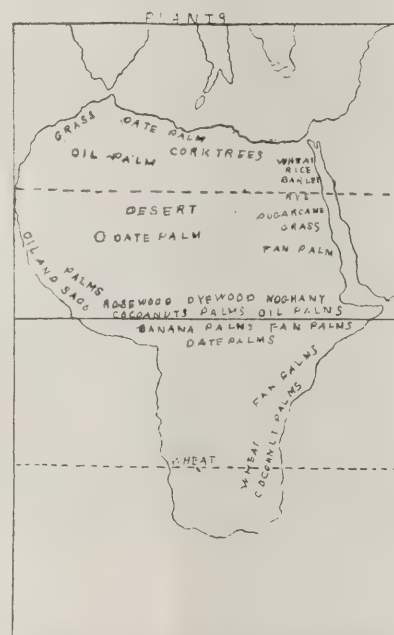 PLANTS
GRASS
DATE PALM
OIL PALM
CORKTREES
WHEAT
RICE
BARLEY
RYE
SUGARCANE
GRASS
FAN PALM
DESERT
DATE PALM
OIL AND SAGO
PALMS
ROSEWOOD DYEWOOD MOGHANY
COCOANUTS PALMS OIL PALMS
BANANA PALMS FAN PALMS
DATE PALMS
FAN PALMS
WHEAT
COCOANUT PALMS
WHEAT